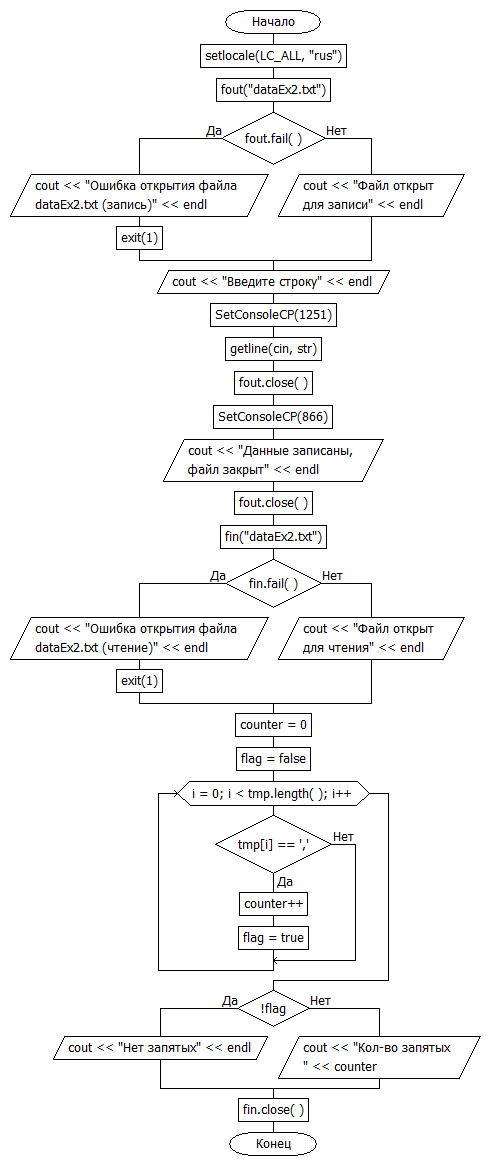 Начало
setlocale(LC_ALL, "rus")
fout("dataEx2.txt")
fout.fail( )
Да
Нет
cout << "Ошибка открытия файла
dataEx2.txt (запись)" << endl
cout << "Файл открыт
для записи" << endl
exit(1)
cout << "Введите строку" << endl
SetConsoleCP(1251)
getline(cin, str)
fout.close( )
SetConsoleCP(866)
cout << "Данные записаны,
файл закрыт" << endl
fout.close( )
fin("dataEx2.txt")
fin.fail( )
Да
Нет
cout << "Ошибка открытия файла
dataEx2.txt (чтение)" << endl
cout << "Файл открыт
для чтения" << endl
exit(1)
counter = 0
flag = false
i = 0; i < tmp.length( ); i++
tmp[i] == ','
Нет
Да
counter++
flag = true
!flag
Да
Нет
cout << "Нет запятых" << endl
cout << "Кол-во запятых
" << counter
fin.close( )
Конец